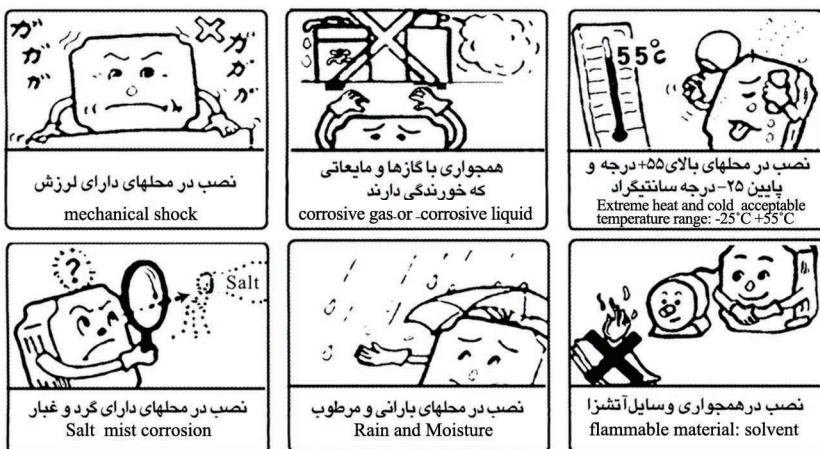 ガ ガ ガ ガ ガ ガ
نصب در محلهای دارای لرزش
mechanical shock
همجواری با گازها و مایعاتی
که خورندگی دارند
corrosive gas or corrosive liquid
55°c
نصب در محلهای بالای ۵۵+ درجه و
پایین ۲۵- درجه سانتیگراد
Extreme heat and cold acceptable
temperature range: -25°C +55°C
?
Salt
نصب در محلهای دارای گرد و غبار
Salt mist corrosion
نصب در محلهای بارانی و مرطوب
Rain and Moisture
نصب درهمجواری وسایل آتشزا
flammable material: solvent